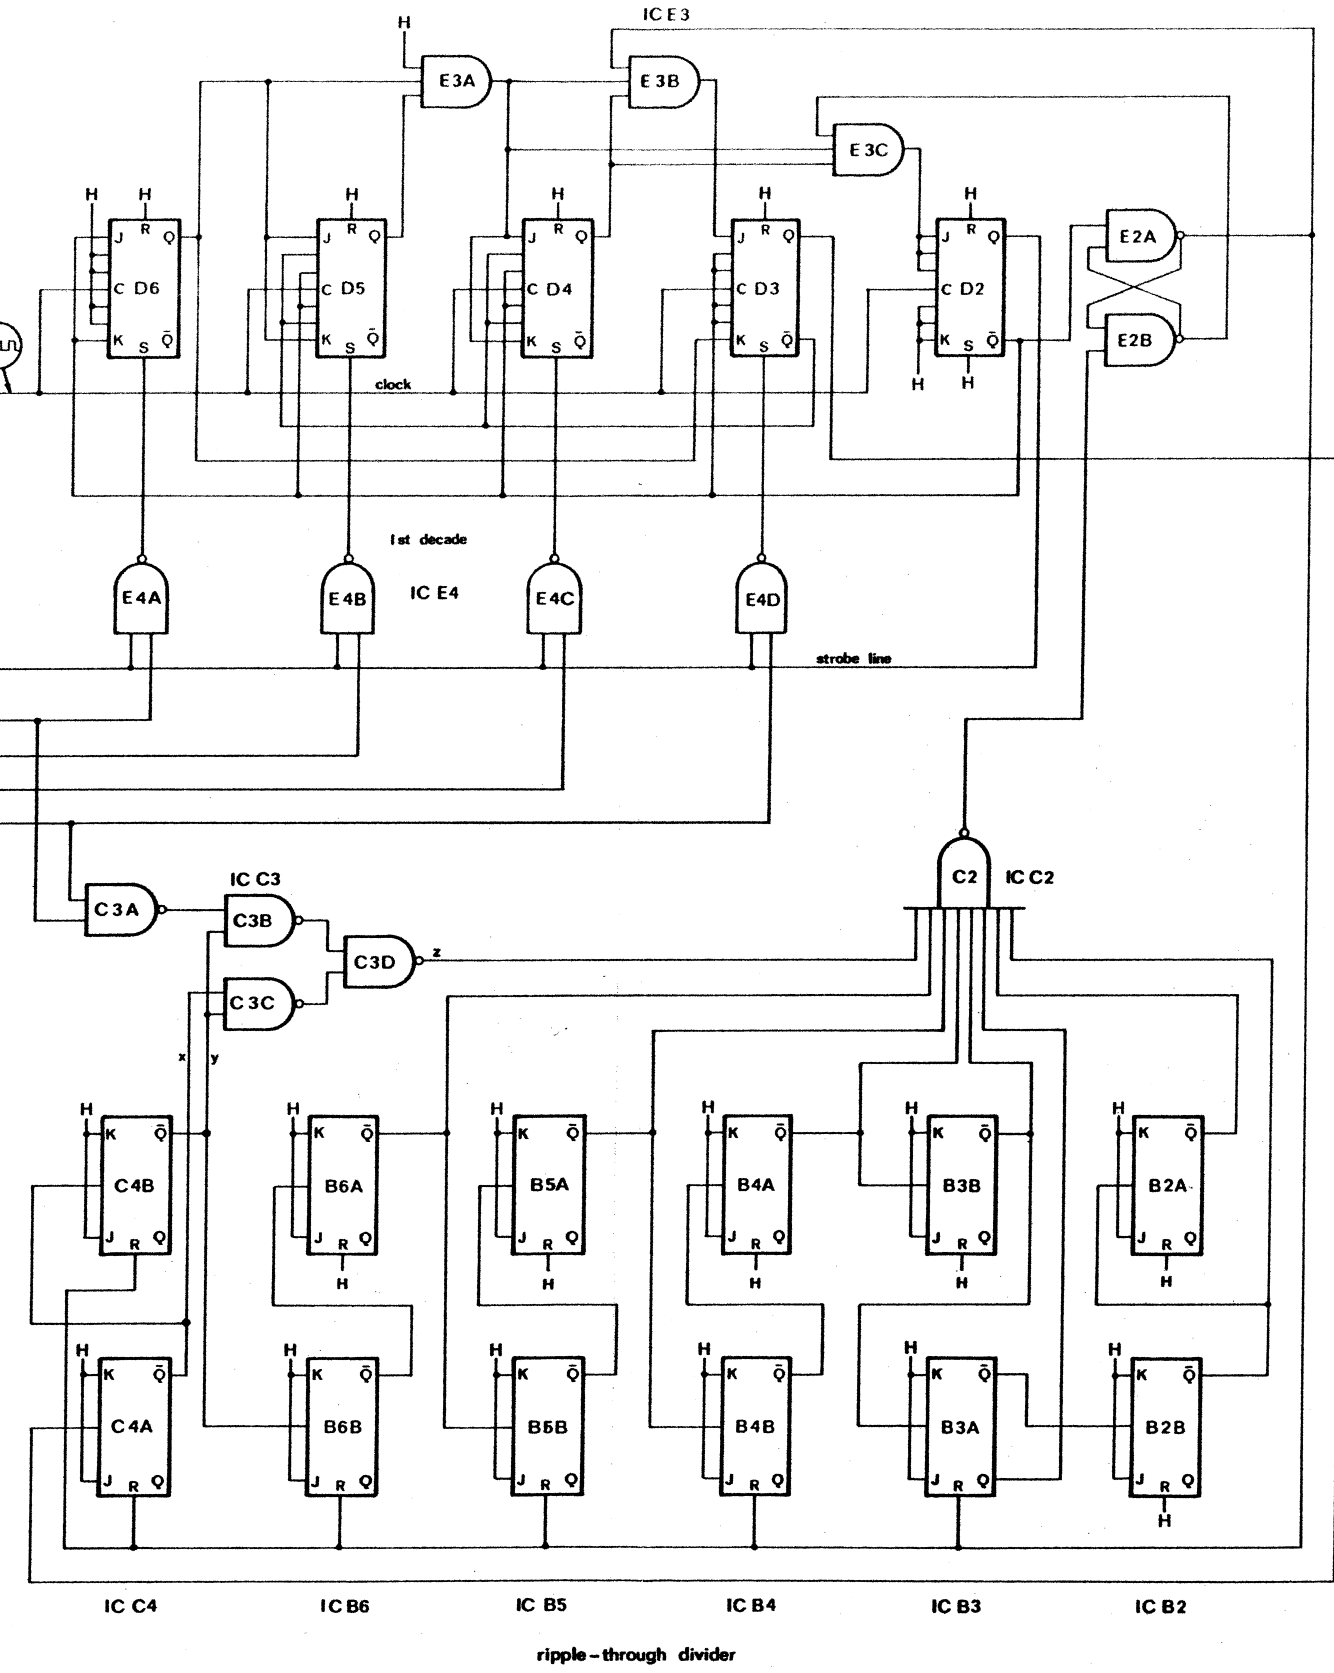 IC E3
H
E3A
E3B
E3C
H H H H H H
J R Q
C D6
K S Q̄
J R Q
C D5
K S Q̄
J R Q
C D4
K S Q̄
J R Q
C D3
K S Q̄
J R Q
C D2
K S Q̄
H H
E2A
E2B
clock
1st decade
E4A
E4B
IC E4
E4C
E4D
strobe line
C2
IC C2
IC C3
C3A
C3B
C3D
z
C3C
x y
H H H H H H
K Q̄
C4B
J R Q
K Q̄
B6A
J R Q
H
K Q̄
B5A
J R Q
H
K Q̄
B4A
J R Q
H
K Q̄
B3B
J R Q
H
K Q̄
B2A
J R Q
H
H H H H H H
K Q̄
C4A
J R Q
K Q̄
B6B
J R Q
K Q̄
B5B
J R Q
K Q̄
B4B
J R Q
K Q̄
B3A
J R Q
K Q̄
B2B
J R Q
H
IC C4 IC B6 IC B5 IC B4 IC B3 IC B2
ripple-through divider